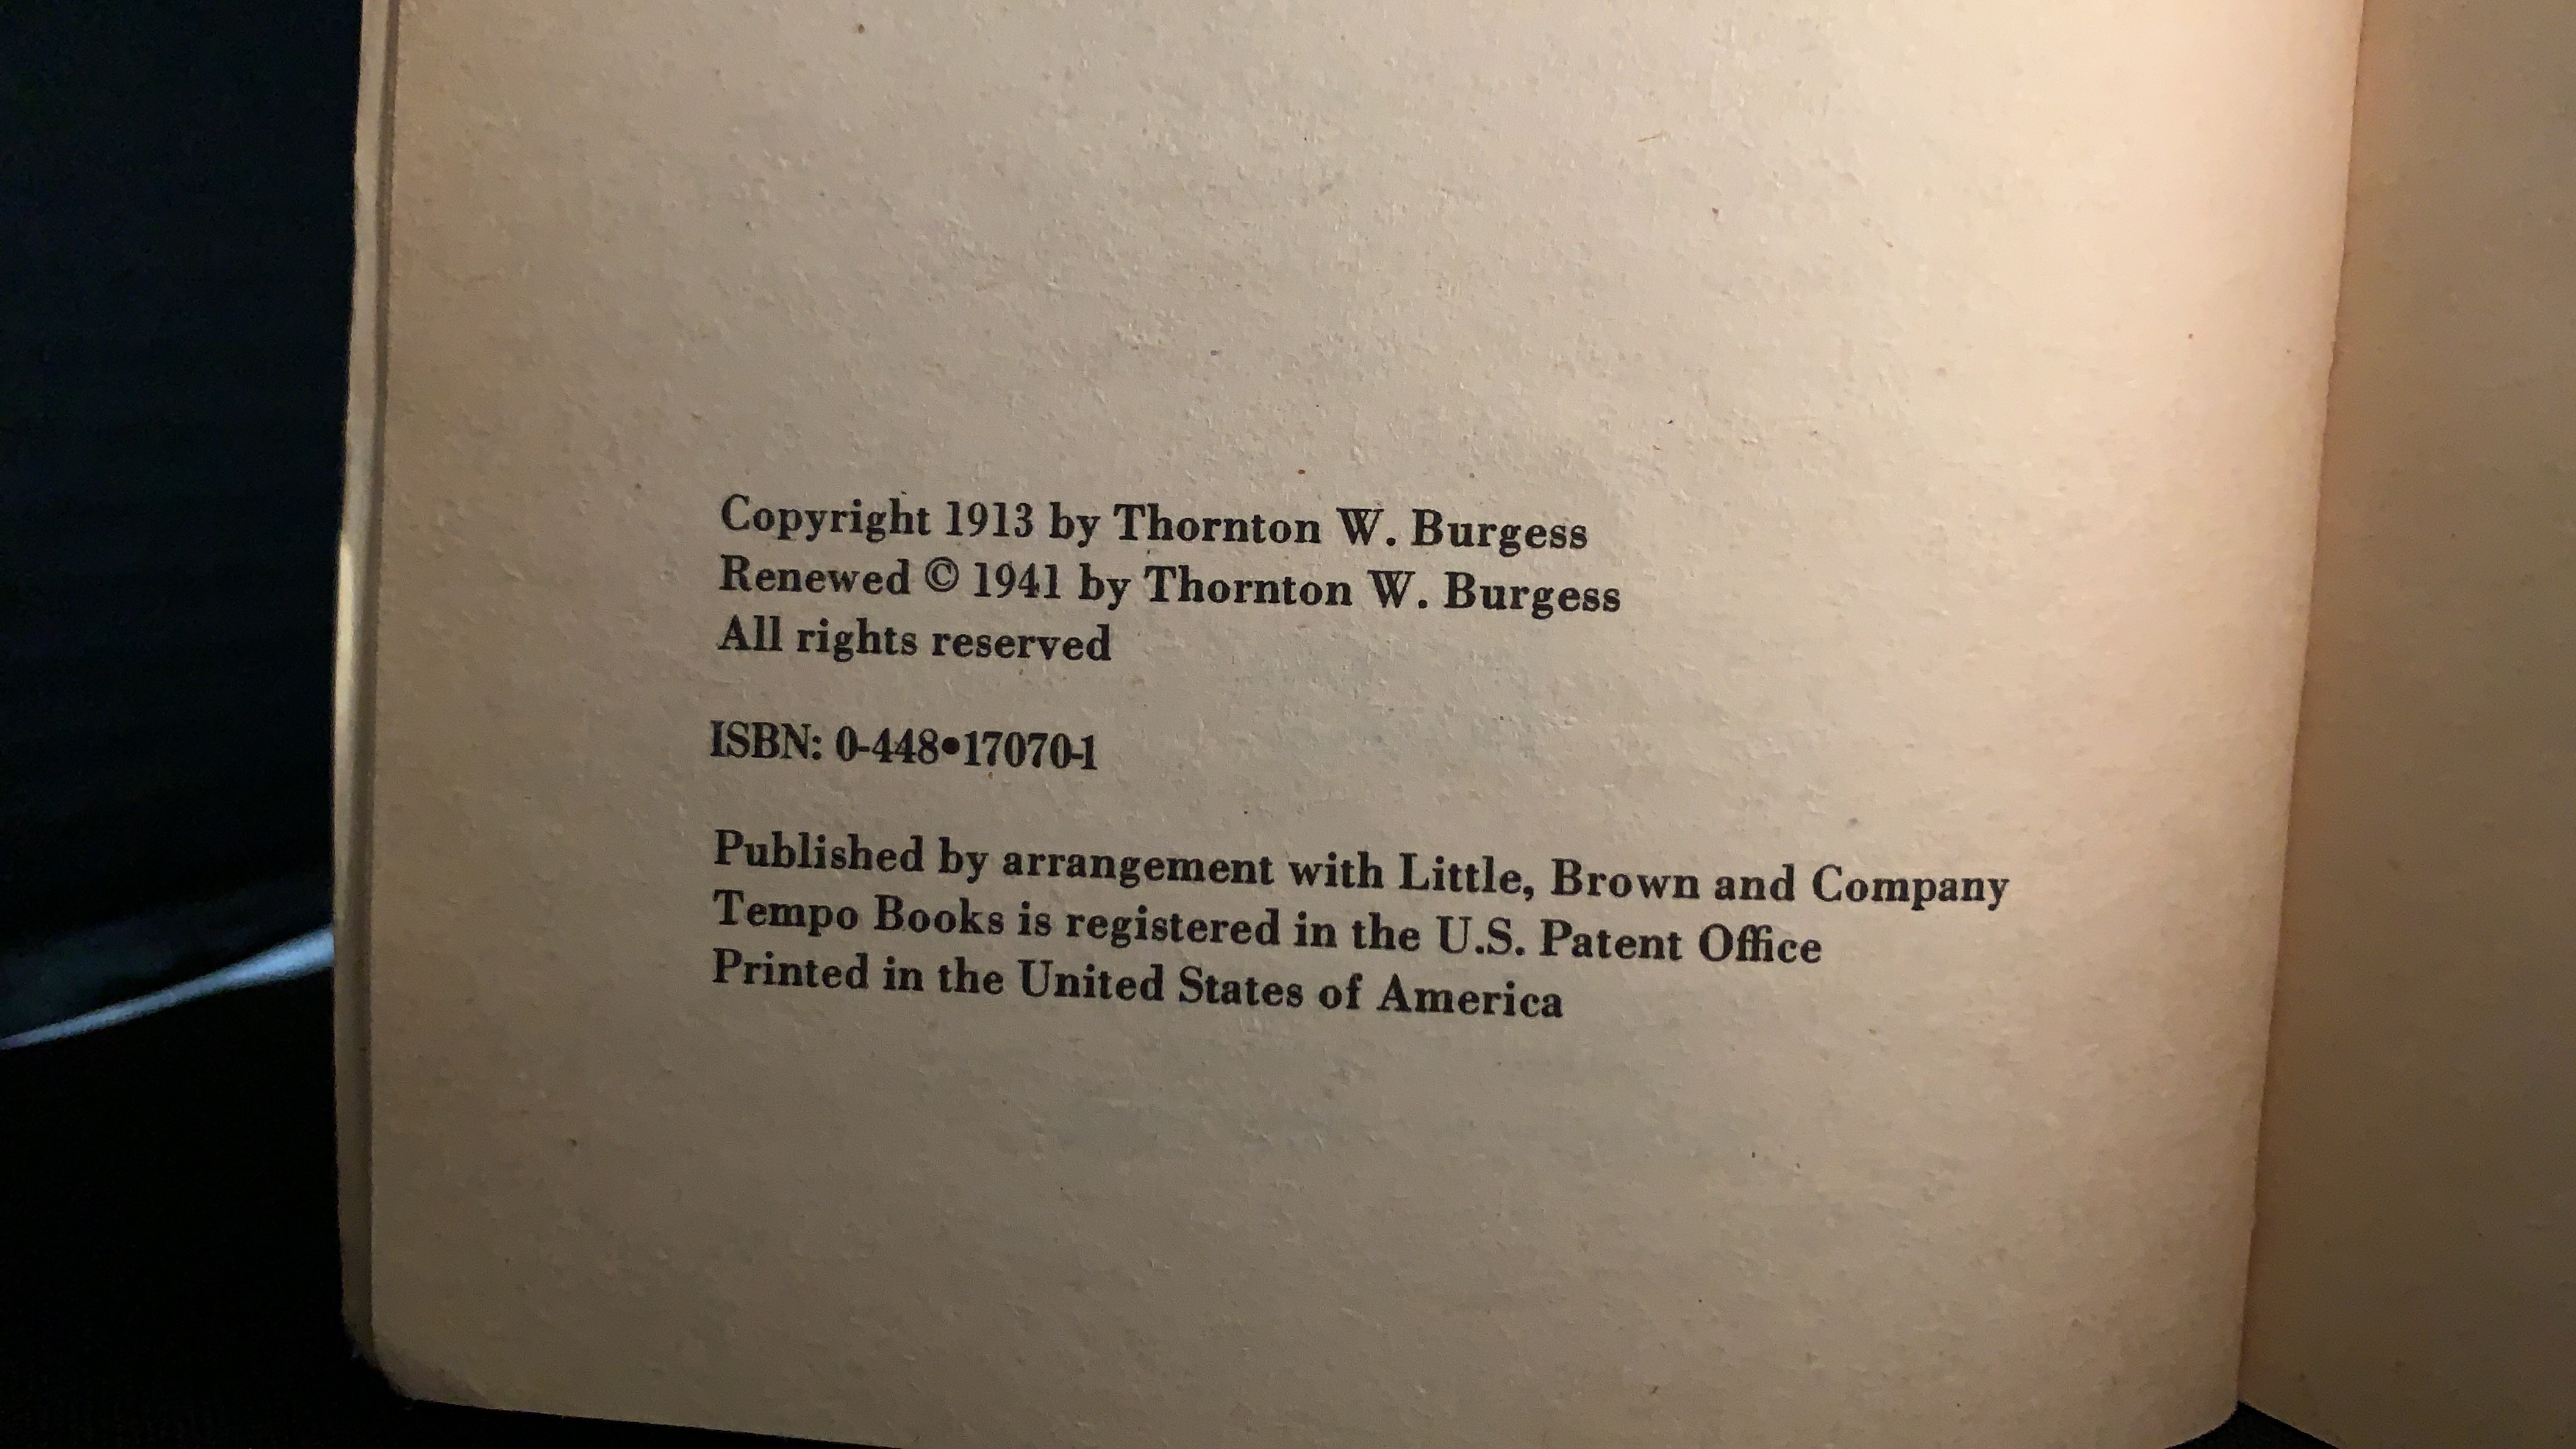 Copyright 1913 by Thornton W. Burgess
Renewed © 1941 by Thornton W. Burgess
All rights reserved
ISBN: 0-448•17070-1
Published by arrangement with Little, Brown and Company
Tempo Books is registered in the U.S. Patent Office
Printed in the United States of America